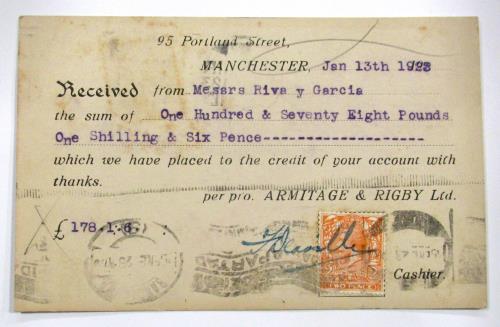 95 Portland Street,
MANCHESTER, Jan 13th 1923
Received from Messrs Riva y Garcia
the sum of One Hundred & Seventy Eight Pounds
One Shilling & Six Pence-------------------
which we have placed to the credit of your account with
thanks.
per pro. ARMITAGE & RIGBY Ltd.
£ 178.1.6.
TWO PENCE
Cashier.